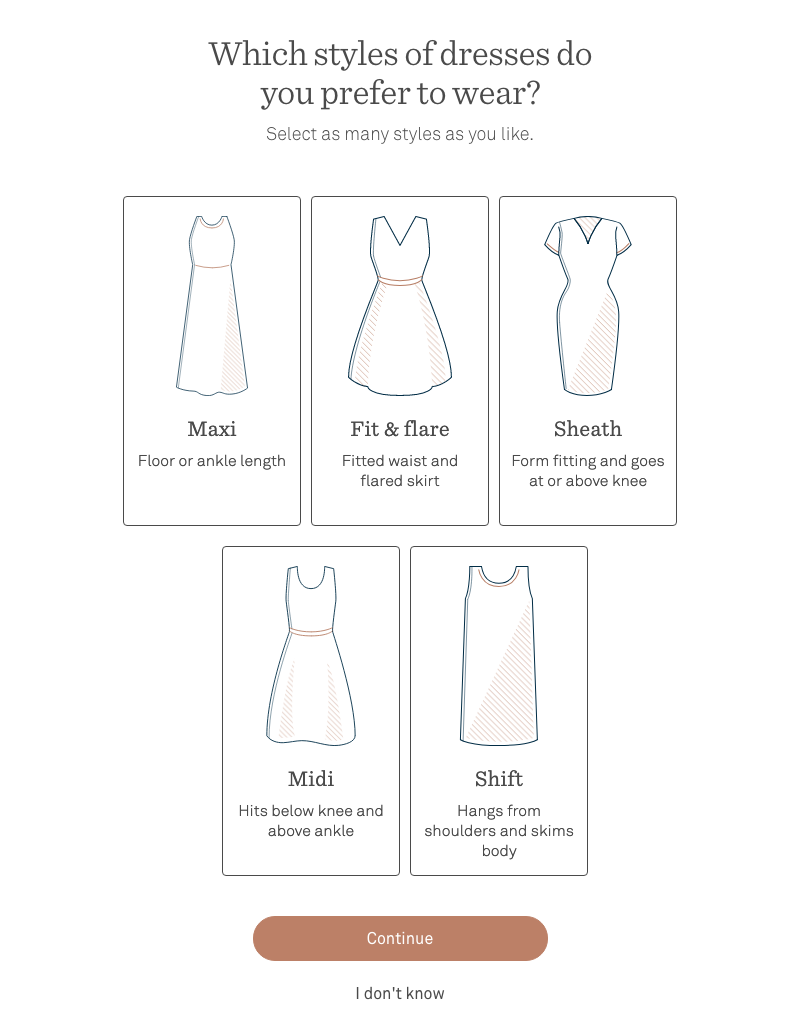 Which styles of dresses do
you prefer to wear?
Select as many styles as you like.
Maxi
Floor or ankle length
Fit & flare
Fitted waist and
flared skirt
Sheath
Form fitting and goes
at or above knee
Midi
Hits below knee and
above ankle
Shift
Hangs from
shoulders and skims
body
Continue
I don't know